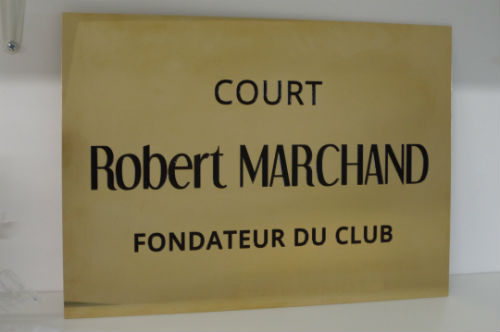 COURT
Robert MARCHAND
FONDATEUR DU CLUB